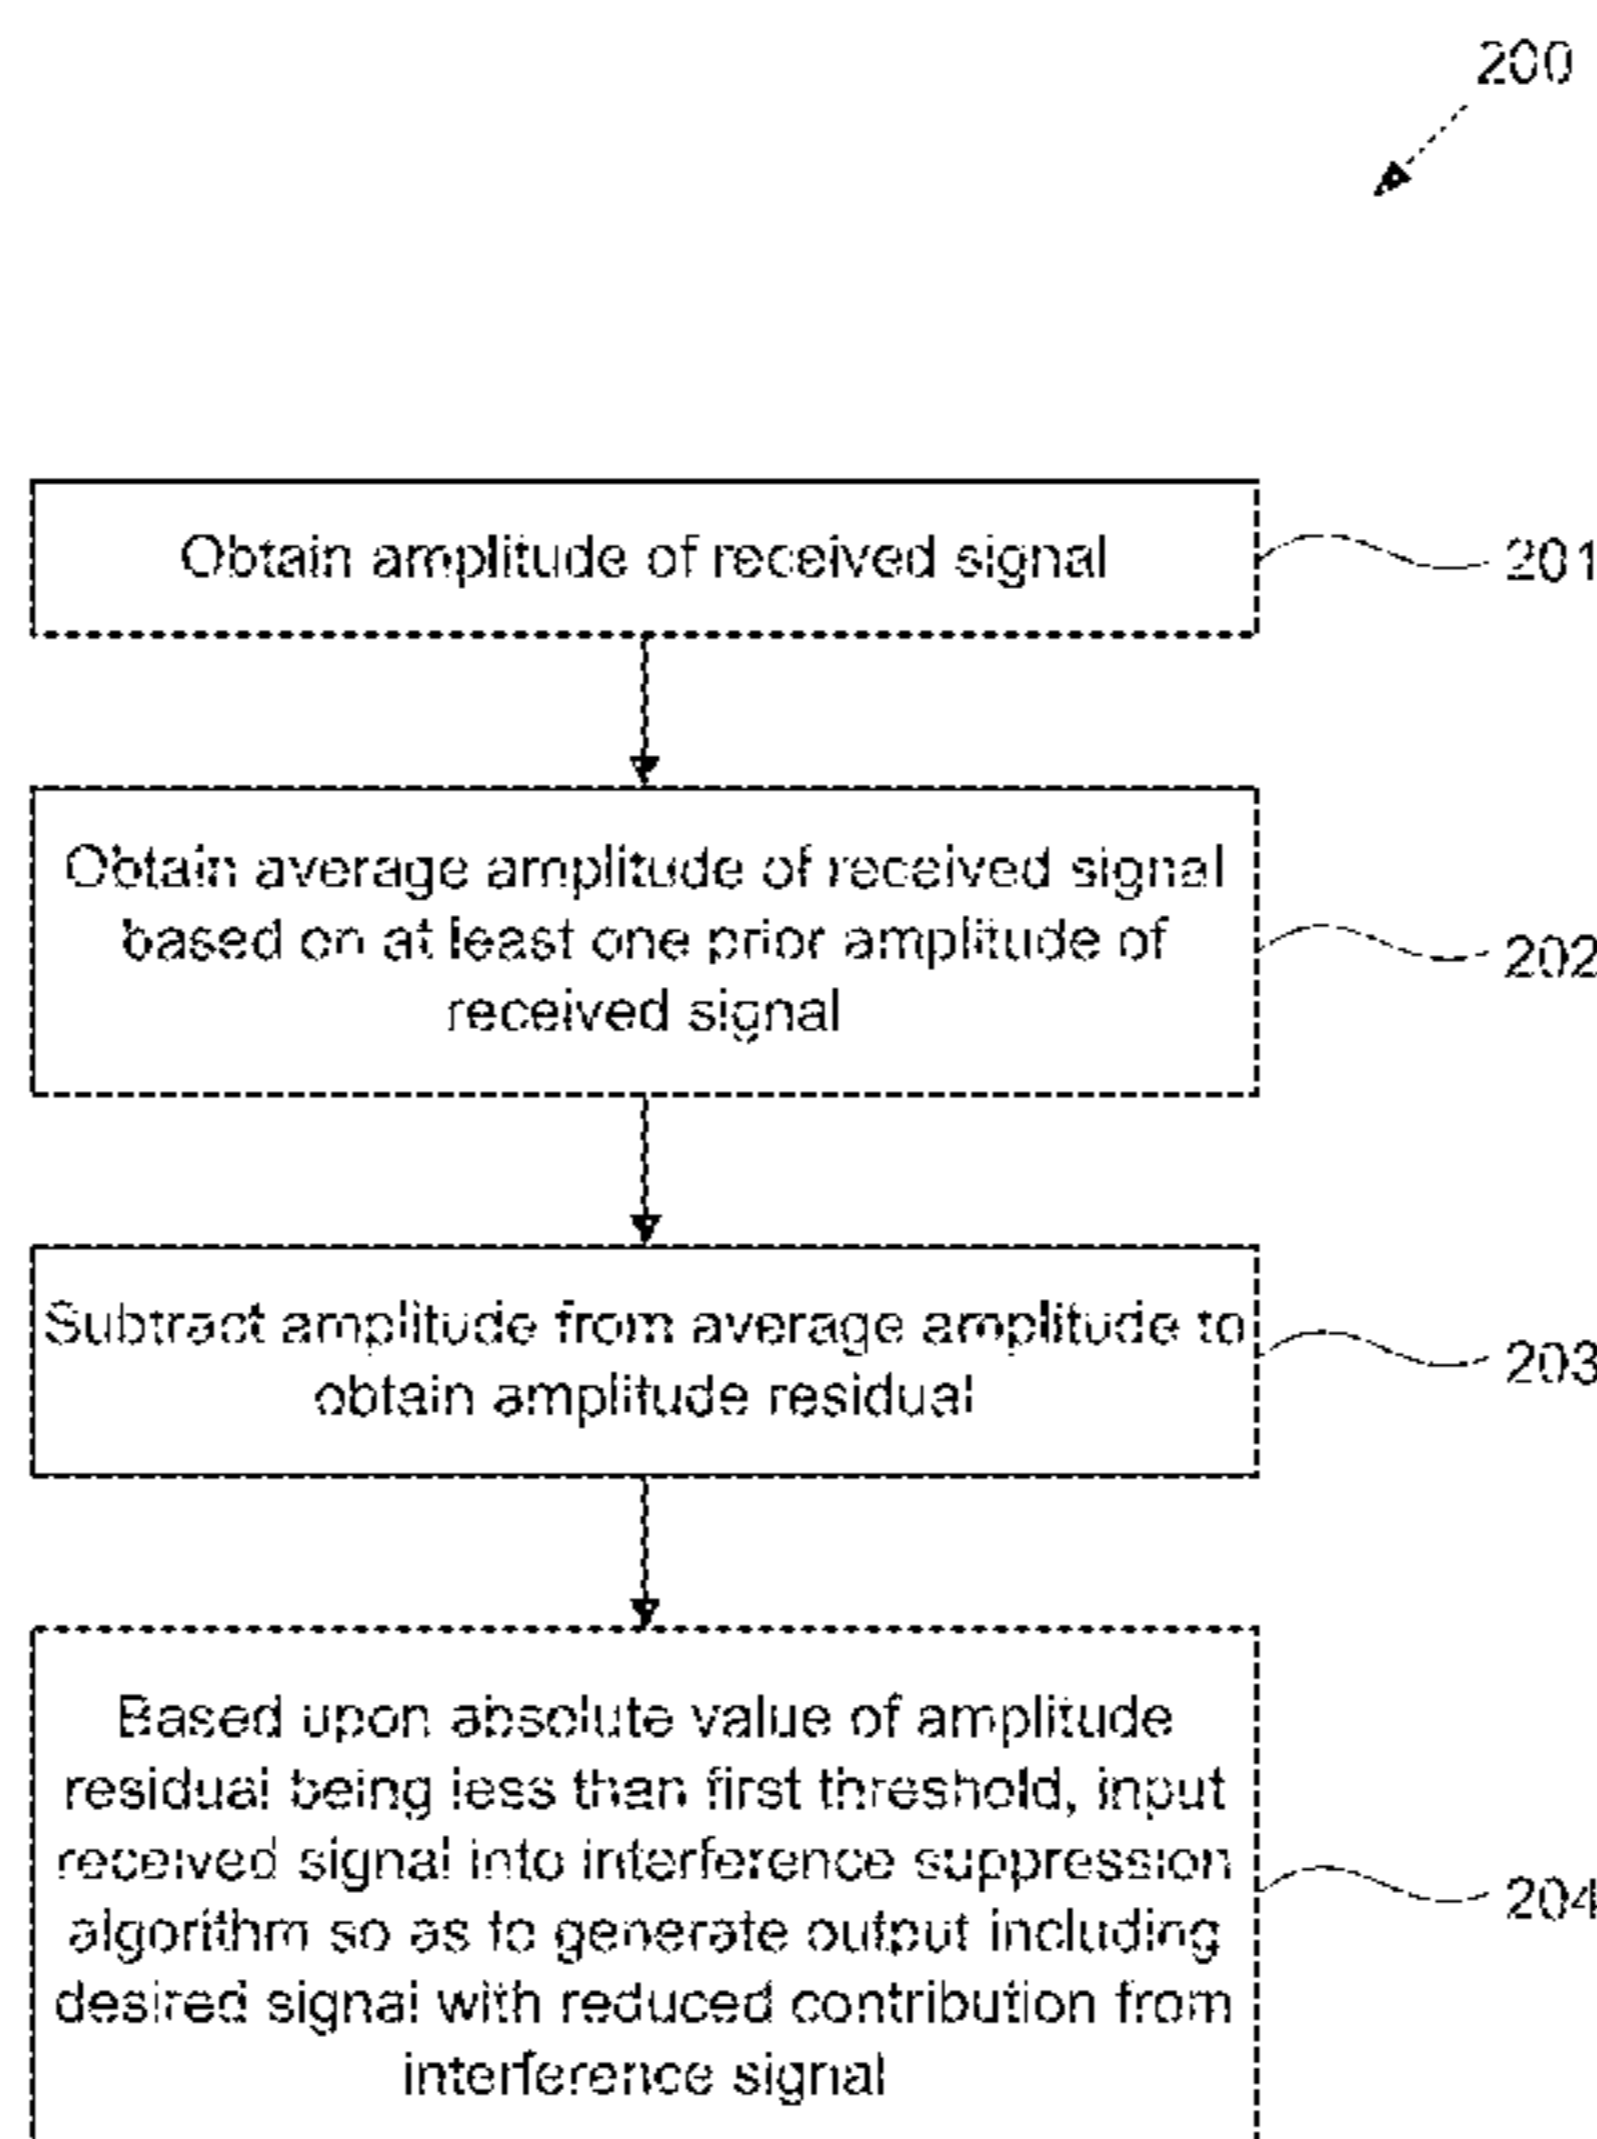 200
Obtain amplitude of received signal
201
Obtain average amplitude of received signal
based on at least one prior amplitude of
received signal
202
Subtract amplitude from average amplitude to
obtain amplitude residual
203
Based upon absolute value of amplitude
residual being less than first threshold, input
received signal into interference suppression
algorithm so as to generate output including
desired signal with reduced contribution from
interference signal
204